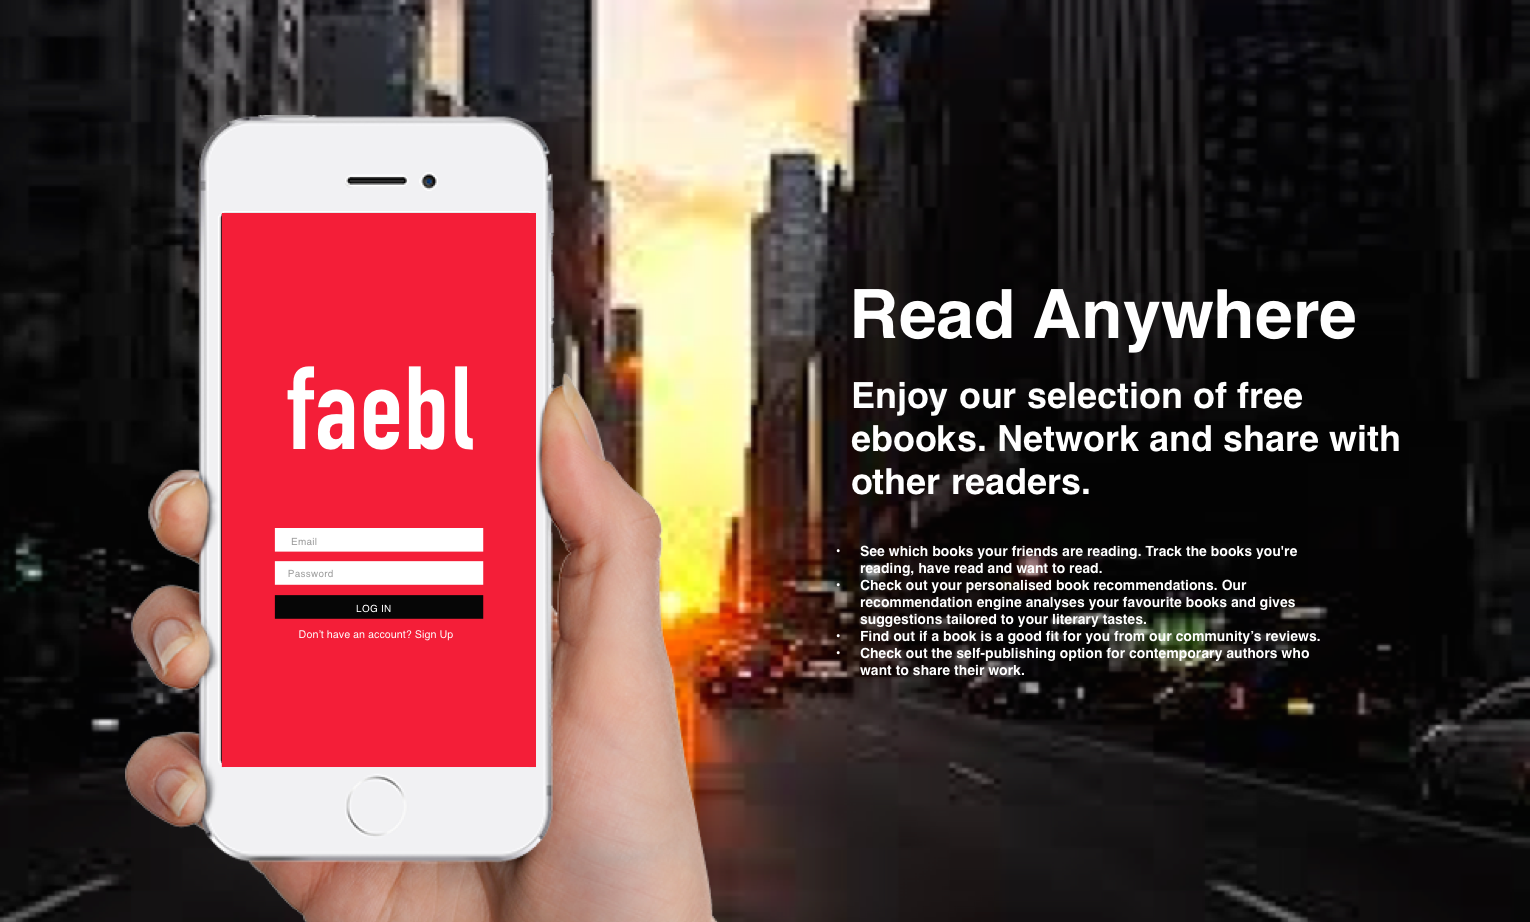 faebl
Email
Password
LOG IN
Don't have an account? Sign Up
Read Anywhere
Enjoy our selection of free
ebooks. Network and share with
other readers.
• See which books your friends are reading. Track the books you're
reading, have read and want to read.
• Check out your personalised book recommendations. Our
recommendation engine analyses your favourite books and gives
suggestions tailored to your literary tastes.
• Find out if a book is a good fit for you from our community’s reviews.
• Check out the self-publishing option for contemporary authors who
want to share their work.